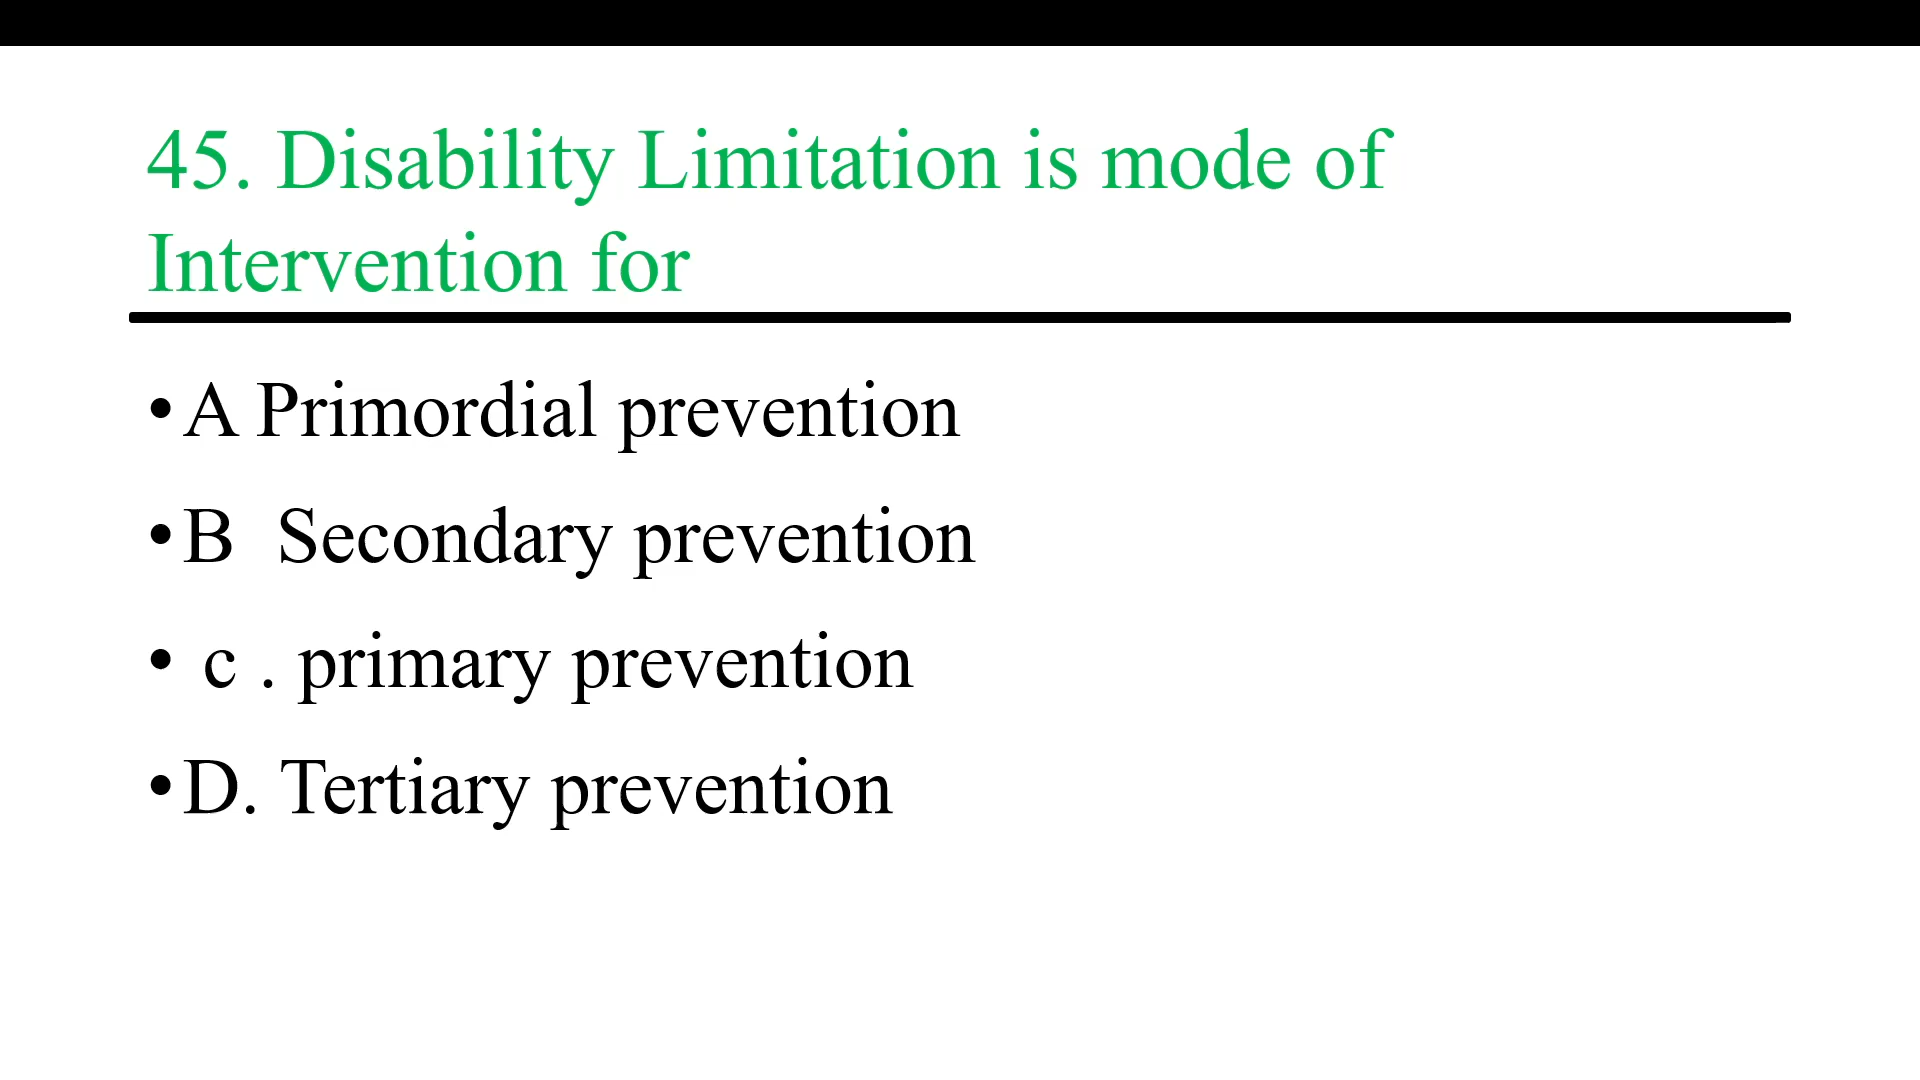 45. Disability Limitation is mode of
Intervention for
• A Primordial prevention
• B  Secondary prevention
• c . primary prevention
• D. Tertiary prevention